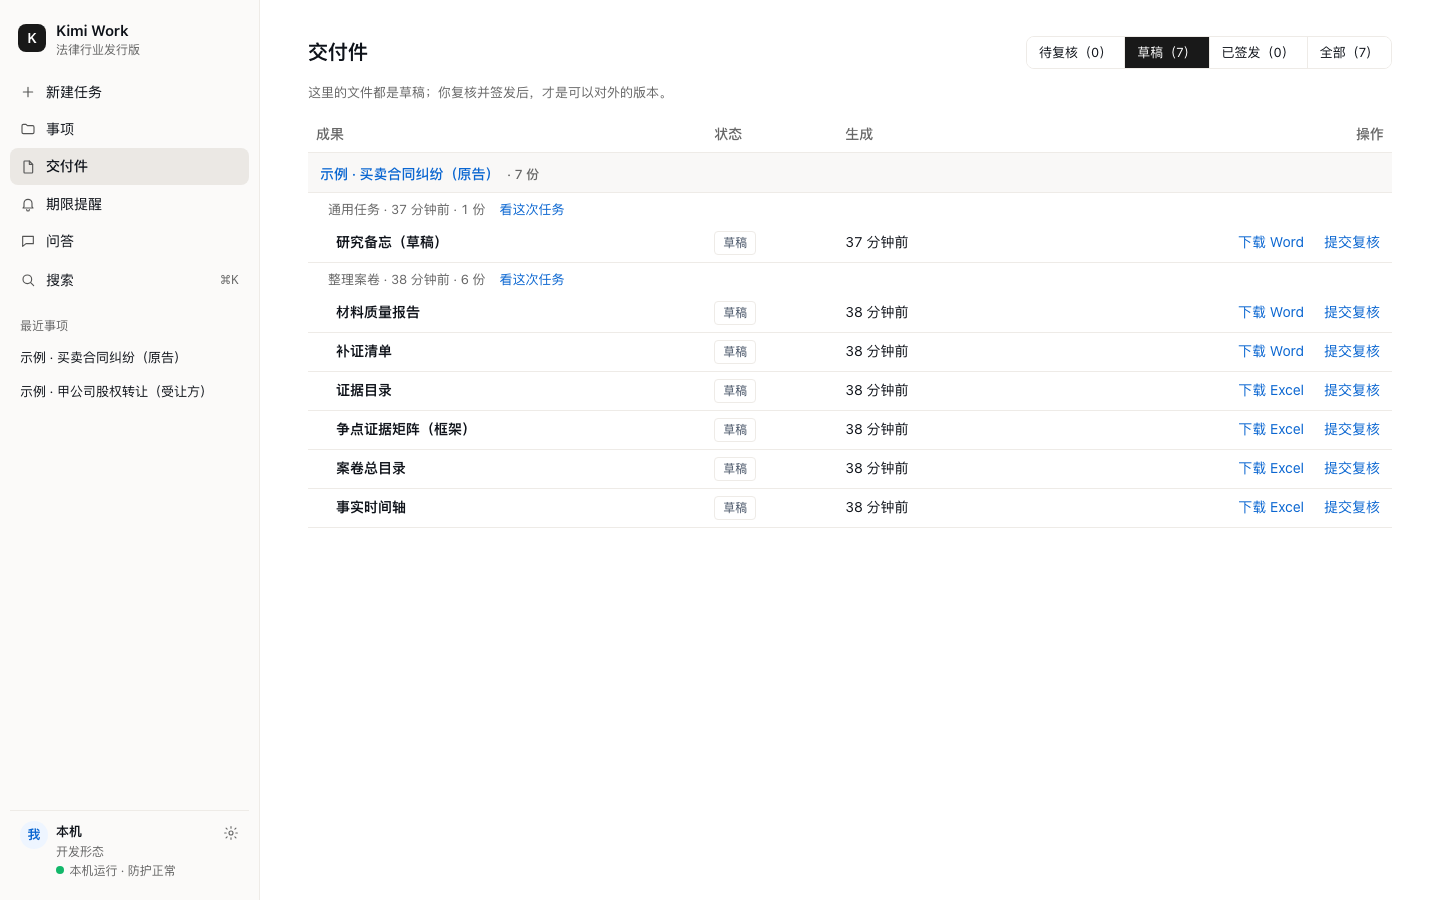 K
Kimi Work
法律行业发行版
新建任务
事项
交付件
期限提醒
问答
搜索 ⌘K
最近事项
示例 · 买卖合同纠纷（原告）
示例 · 甲公司股权转让（受让方）
我
本机
开发形态
本机运行 · 防护正常
交付件
待复核（0） 草稿（7） 已签发（0） 全部（7）
这里的文件都是草稿；你复核并签发后，才是可以对外的版本。
成果 状态 生成 操作
示例 · 买卖合同纠纷（原告） · 7 份
通用任务 · 37 分钟前 · 1 份 看这次任务
研究备忘（草稿） 草稿 37 分钟前 下载 Word 提交复核
整理案卷 · 38 分钟前 · 6 份 看这次任务
材料质量报告 草稿 38 分钟前 下载 Word 提交复核
补证清单 草稿 38 分钟前 下载 Word 提交复核
证据目录 草稿 38 分钟前 下载 Excel 提交复核
争点证据矩阵（框架） 草稿 38 分钟前 下载 Excel 提交复核
案卷总目录 草稿 38 分钟前 下载 Excel 提交复核
事实时间轴 草稿 38 分钟前 下载 Excel 提交复核